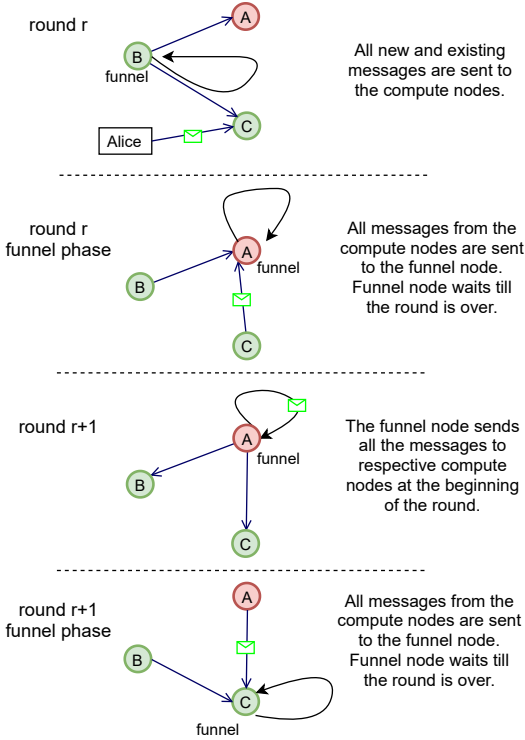 round r
A
B
funnel
C
Alice
All new and existing
messages are sent to
the compute nodes.
round r
funnel phase
A
funnel
B
C
All messages from the
compute nodes are sent
to the funnel node.
Funnel node waits till
the round is over.
round r+1
A
funnel
B
C
The funnel node sends
all the messages to
respective compute
nodes at the beginning
of the round.
round r+1
funnel phase
A
B
C
funnel
All messages from the
compute nodes are sent
to the funnel node.
Funnel node waits till
the round is over.